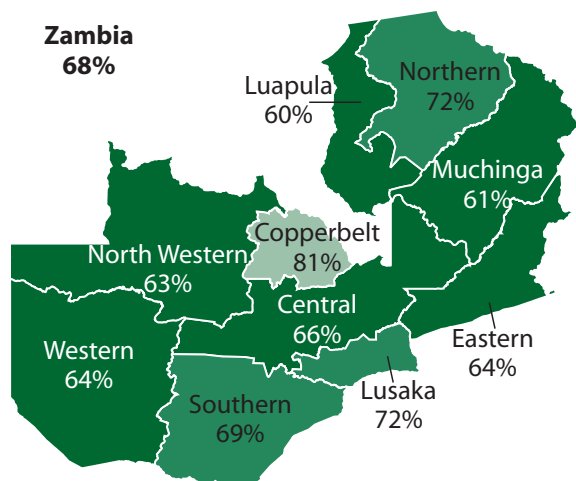 Zambia
68%
Northern
72%
Luapula
60%
Muchinga
61%
Copperbelt
81%
North Western
63%
Central
66%
Eastern
64%
Western
64%
Lusaka
72%
Southern
69%